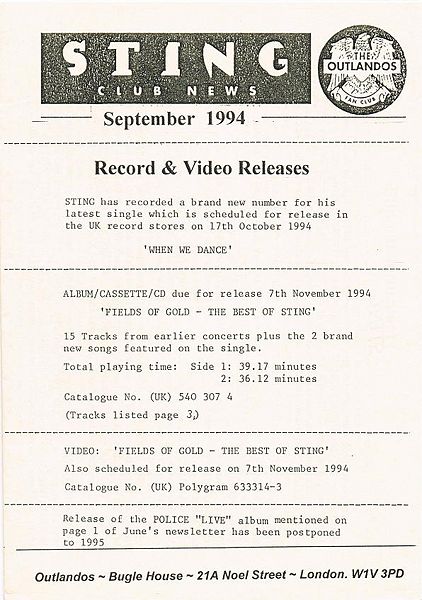 STING
CLUB NEWS
THE
OUTLANDOS
FAN CLUB
September 1994
Record & Video Releases
STING has recorded a brand new number for his
latest single which is scheduled for release in
the UK record stores on 17th October 1994
'WHEN WE DANCE'
ALBUM/CASSETTE/CD due for release 7th November 1994
'FIELDS OF GOLD - THE BEST OF STING'
15 Tracks from earlier concerts plus the 2 brand
new songs featured on the single.
Total playing time: Side 1: 39.17 minutes
2: 36.12 minutes
Catalogue No. (UK) 540 307 4
(Tracks listed page 3,)
VIDEO: 'FIELDS OF GOLD - THE BEST OF STING'
Also scheduled for release on 7th November 1994
Catalogue No. (UK) Polygram 633314-3
Release of the POLICE "LIVE" album mentioned on
page 1 of June's newsletter has been postponed
to 1995
Outlandos ~ Bugle House ~ 21A Noel Street ~ London. W1V 3PD